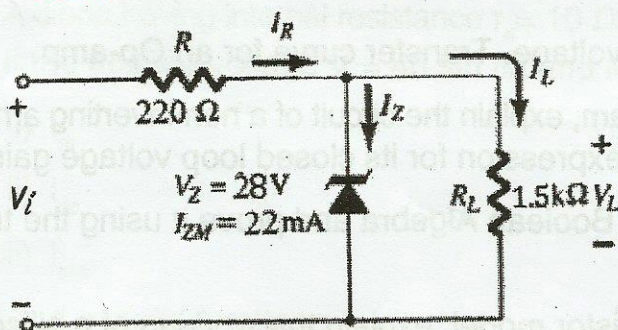 R
I_R
I_L
+
220 Ω
I_Z
+
V_i
V_Z = 28V
I_ZM = 22mA
R_L
1.5kΩ V_L
−
−